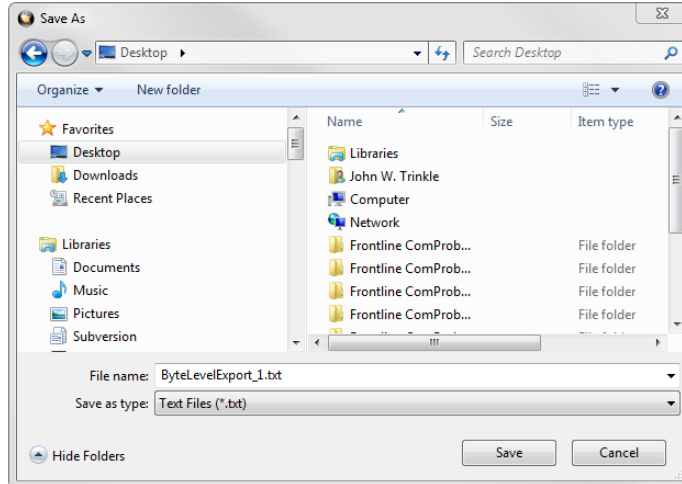 Save As
Desktop
Search Desktop
Organize
New folder
Favorites
Desktop
Downloads
Recent Places
Libraries
Documents
Music
Pictures
Subversion
Name Size Item type
Libraries
John W. Trinkle
Computer
Network
Frontline ComProb... File folder
Frontline ComProb... File folder
Frontline ComProb... File folder
Frontline ComProb... File folder
File name: ByteLevelExport_1.txt
Save as type: Text Files (*.txt)
Hide Folders
Save
Cancel